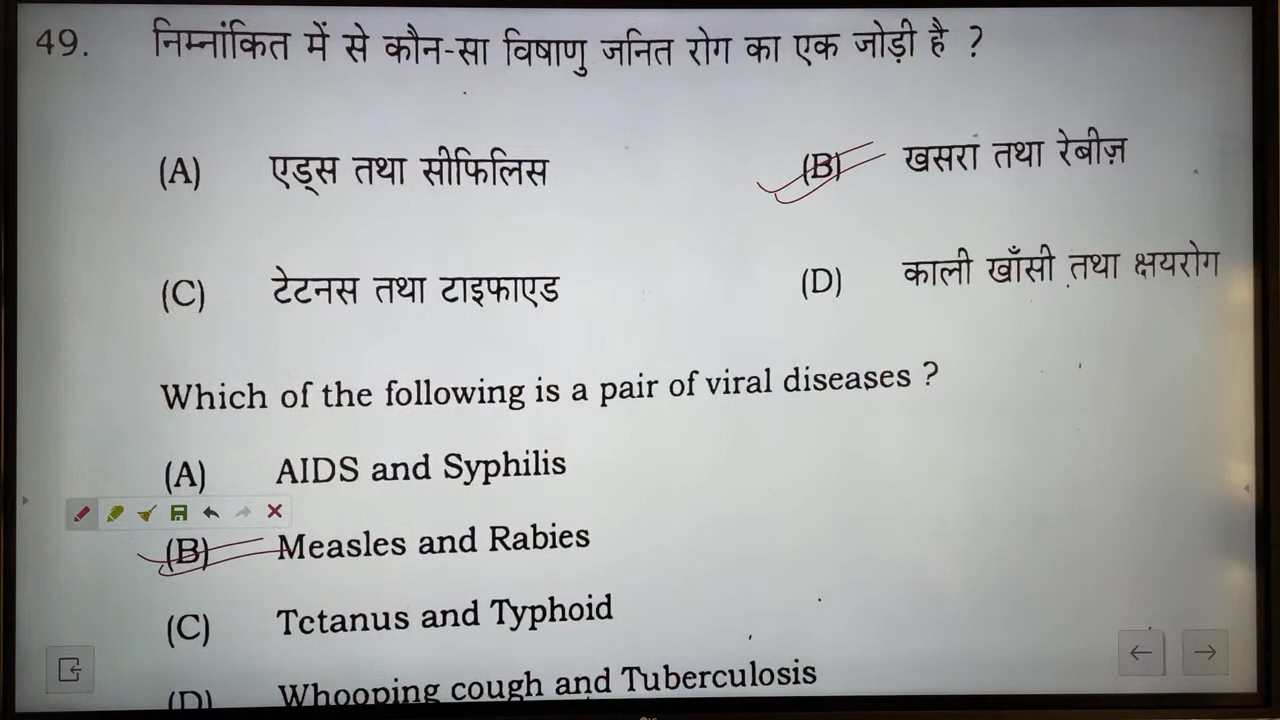 49. निम्नांकित में से कौन-सा विषाणु जनित रोग का एक जोड़ी है ?
(A) एड्स तथा सीफिलिस (B) खसरा तथा रेबीज़
(C) टेटनस तथा टाइफाएड (D) काली खाँसी तथा क्षयरोग
Which of the following is a pair of viral diseases ?
(A) AIDS and Syphilis
(B) Measles and Rabies
(C) Tctanus and Typhoid
(D) Whooping cough and Tuberculosis